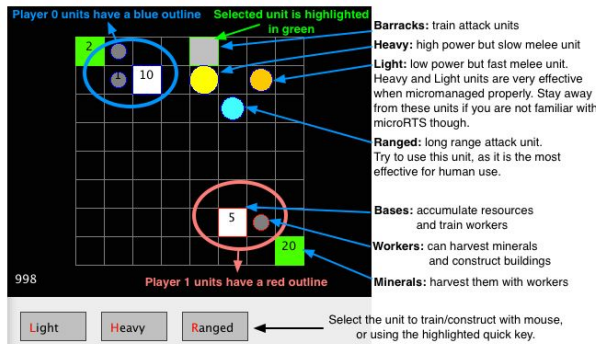 Player 0 units have a blue outline
Selected unit is highlighted
in green
Barracks: train attack units
Heavy: high power but slow melee unit
Light: low power but fast melee unit.
Heavy and Light units are very effective
when micromanaged properly. Stay away
from these units if you are not familiar with
microRTS though.
Ranged: long range attack unit.
Try to use this unit, as it is the most
effective for human use.
2
1
10
5
20
Bases: accumulate resources
and train workers
Workers: can harvest minerals
and construct buildings
Minerals: harvest them with workers
998
Player 1 units have a red outline
Light
Heavy
Ranged
Select the unit to train/construct with mouse,
or using the highlighted quick key.